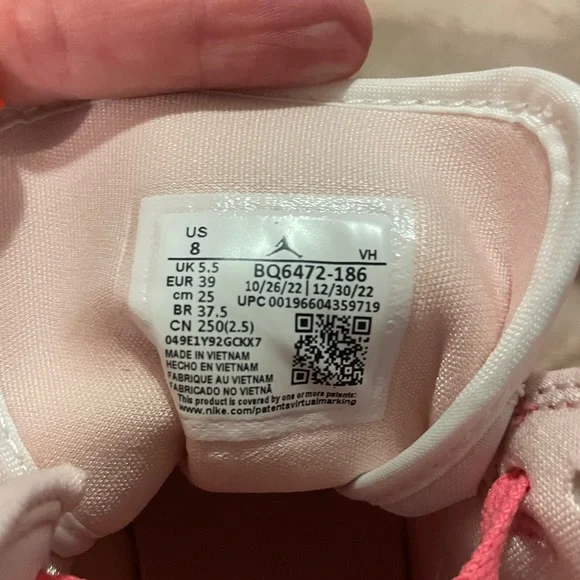 US
8
VH
UK 5.5
EUR 39
cm 25
BR 37.5
CN 250(2.5)
BQ6472-186
10/26/22 | 12/30/22
UPC 00196604359719
049E1Y92GCKX7
MADE IN VIETNAM
HECHO EN VIETNAM
FABRIQUE AU VIETNAM
FABRICADO NO VIETNÃ
This product is covered by one or more patents:
www.nike.com/patentsvirtualmarking